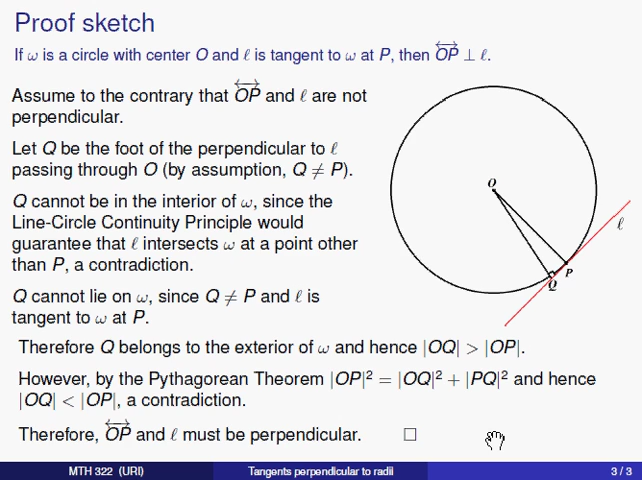 Proof sketch
If ω is a circle with center O and ℓ is tangent to ω at P, then \overleftrightarrow{OP} ⊥ ℓ.
Assume to the contrary that \overleftrightarrow{OP} and ℓ are not
perpendicular.
Let Q be the foot of the perpendicular to ℓ
passing through O (by assumption, Q ≠ P).
Q cannot be in the interior of ω, since the
Line-Circle Continuity Principle would
guarantee that ℓ intersects ω at a point other
than P, a contradiction.
Q cannot lie on ω, since Q ≠ P and ℓ is
tangent to ω at P.
O
ℓ
P
Q
Therefore Q belongs to the exterior of ω and hence |OQ| > |OP|.
However, by the Pythagorean Theorem |OP|² = |OQ|² + |PQ|² and hence
|OQ| < |OP|, a contradiction.
Therefore, \overleftrightarrow{OP} and ℓ must be perpendicular. □
MTH 322 (URI) Tangents perpendicular to radii 3 / 3